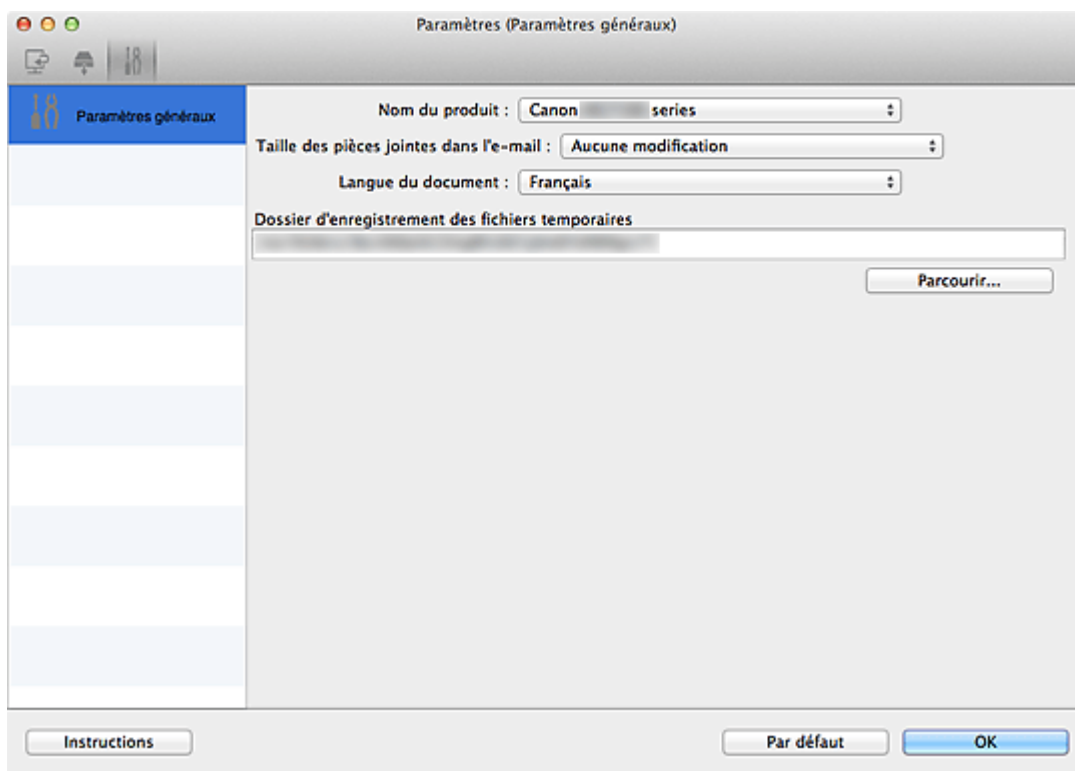 Paramètres (Paramètres généraux)
Paramètres généraux
Nom du produit : Canon series
Taille des pièces jointes dans l'e-mail : Aucune modification
Langue du document : Français
Dossier d'enregistrement des fichiers temporaires
Parcourir...
Instructions
Par défaut
OK